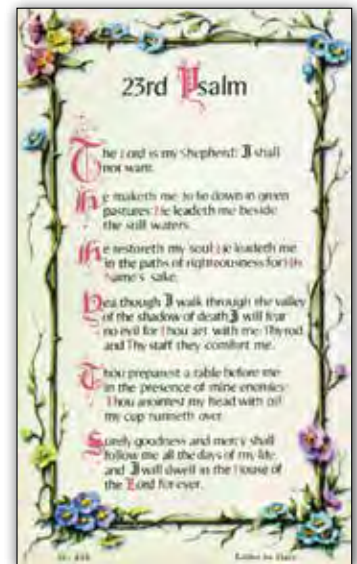 23rd Psalm
The Lord is my Shepherd: I shall
not want.
He maketh me to lie down in green
pastures: He leadeth me beside
the still waters.
He restoreth my soul: He leadeth me
in the paths of righteousness for His
Name's sake.
Yea though I walk through the valley
of the shadow of death, I will fear
no evil for Thou art with me: Thy rod
and Thy staff they comfort me.
Thou preparest a table before me
in the presence of mine enemies:
Thou anointest my head with oil
my cup runneth over.
Surely goodness and mercy shall
follow me all the days of my life
and I will dwell in the House of
the Lord for ever.